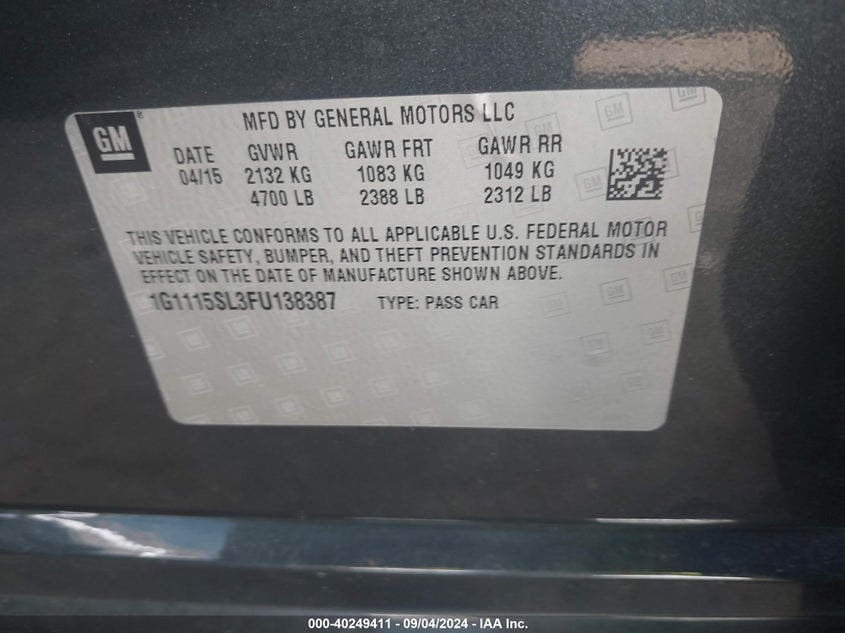 GM
MFD BY GENERAL MOTORS LLC
DATE GVWR GAWR FRT GAWR RR
04/15 2132 KG 1083 KG 1049 KG
4700 LB 2388 LB 2312 LB
THIS VEHICLE CONFORMS TO ALL APPLICABLE U.S. FEDERAL MOTOR
VEHICLE SAFETY, BUMPER, AND THEFT PREVENTION STANDARDS IN
EFFECT ON THE DATE OF MANUFACTURE SHOWN ABOVE.
1G1115SL3FU138387 TYPE: PASS CAR
000-40249411 - 09/04/2024 - IAA Inc.